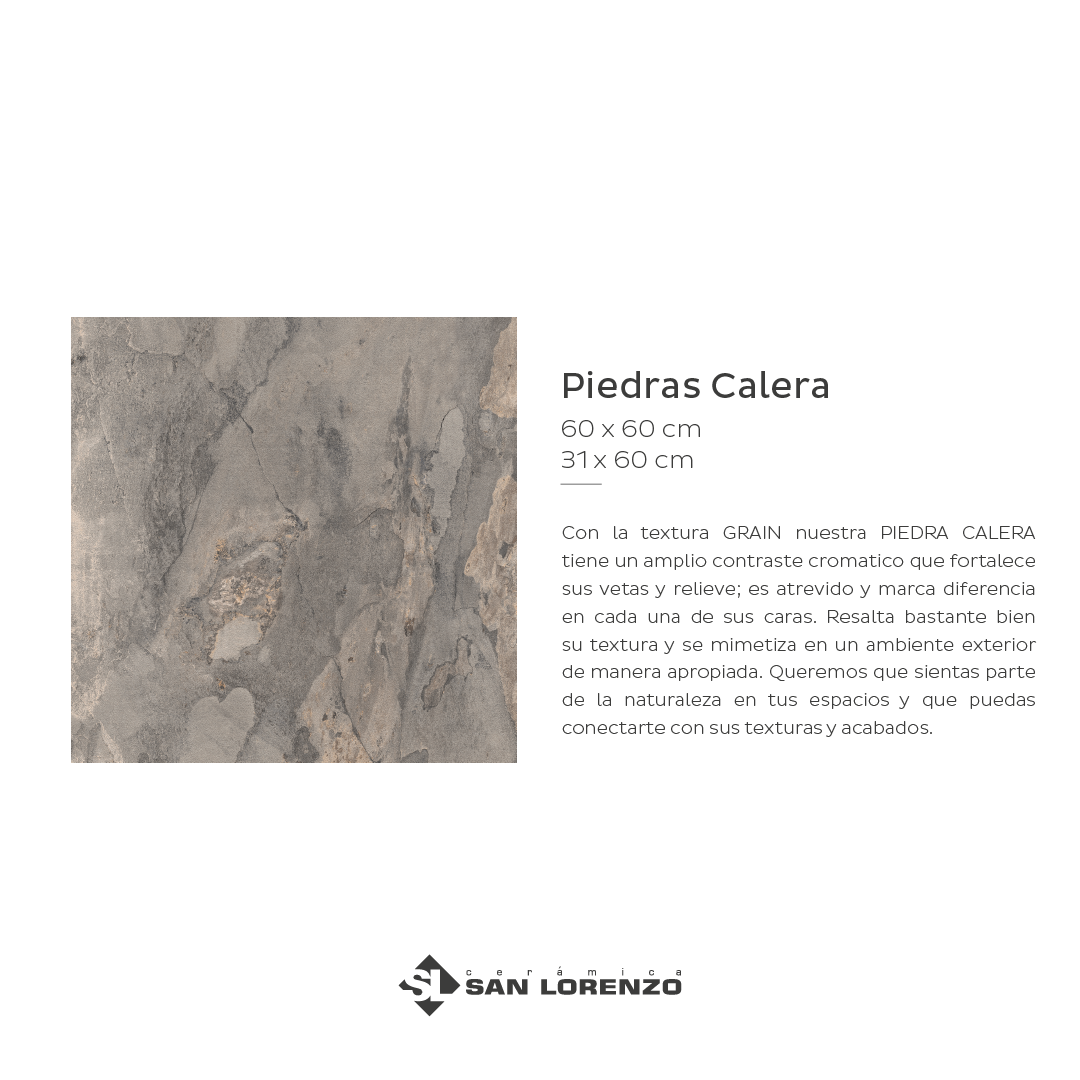 Piedras Calera
60 x 60 cm
31 x 60 cm
Con la textura GRAIN nuestra PIEDRA CALERA
tiene un amplio contraste cromatico que fortalece
sus vetas y relieve; es atrevido y marca diferencia
en cada una de sus caras. Resalta bastante bien
su textura y se mimetiza en un ambiente exterior
de manera apropiada. Queremos que sientas parte
de la naturaleza en tus espacios y que puedas
conectarte con sus texturas y acabados.
SL
cerámica
SAN LORENZO